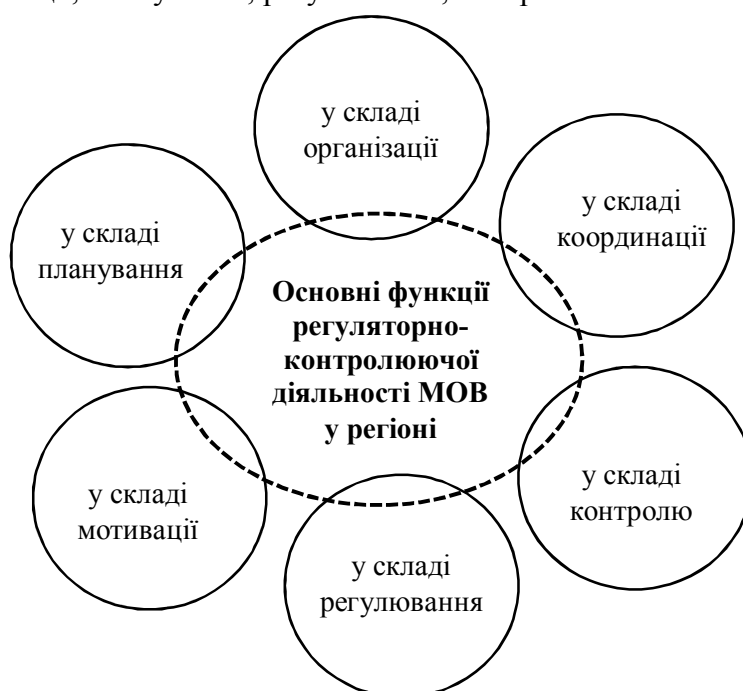 у складі
організації
у складі
координації
у складі
планування
Основні функції
регуляторно-
контролюючої
діяльності МОВ
у регіоні
у складі
контролю
у складі
мотивації
у складі
регулювання